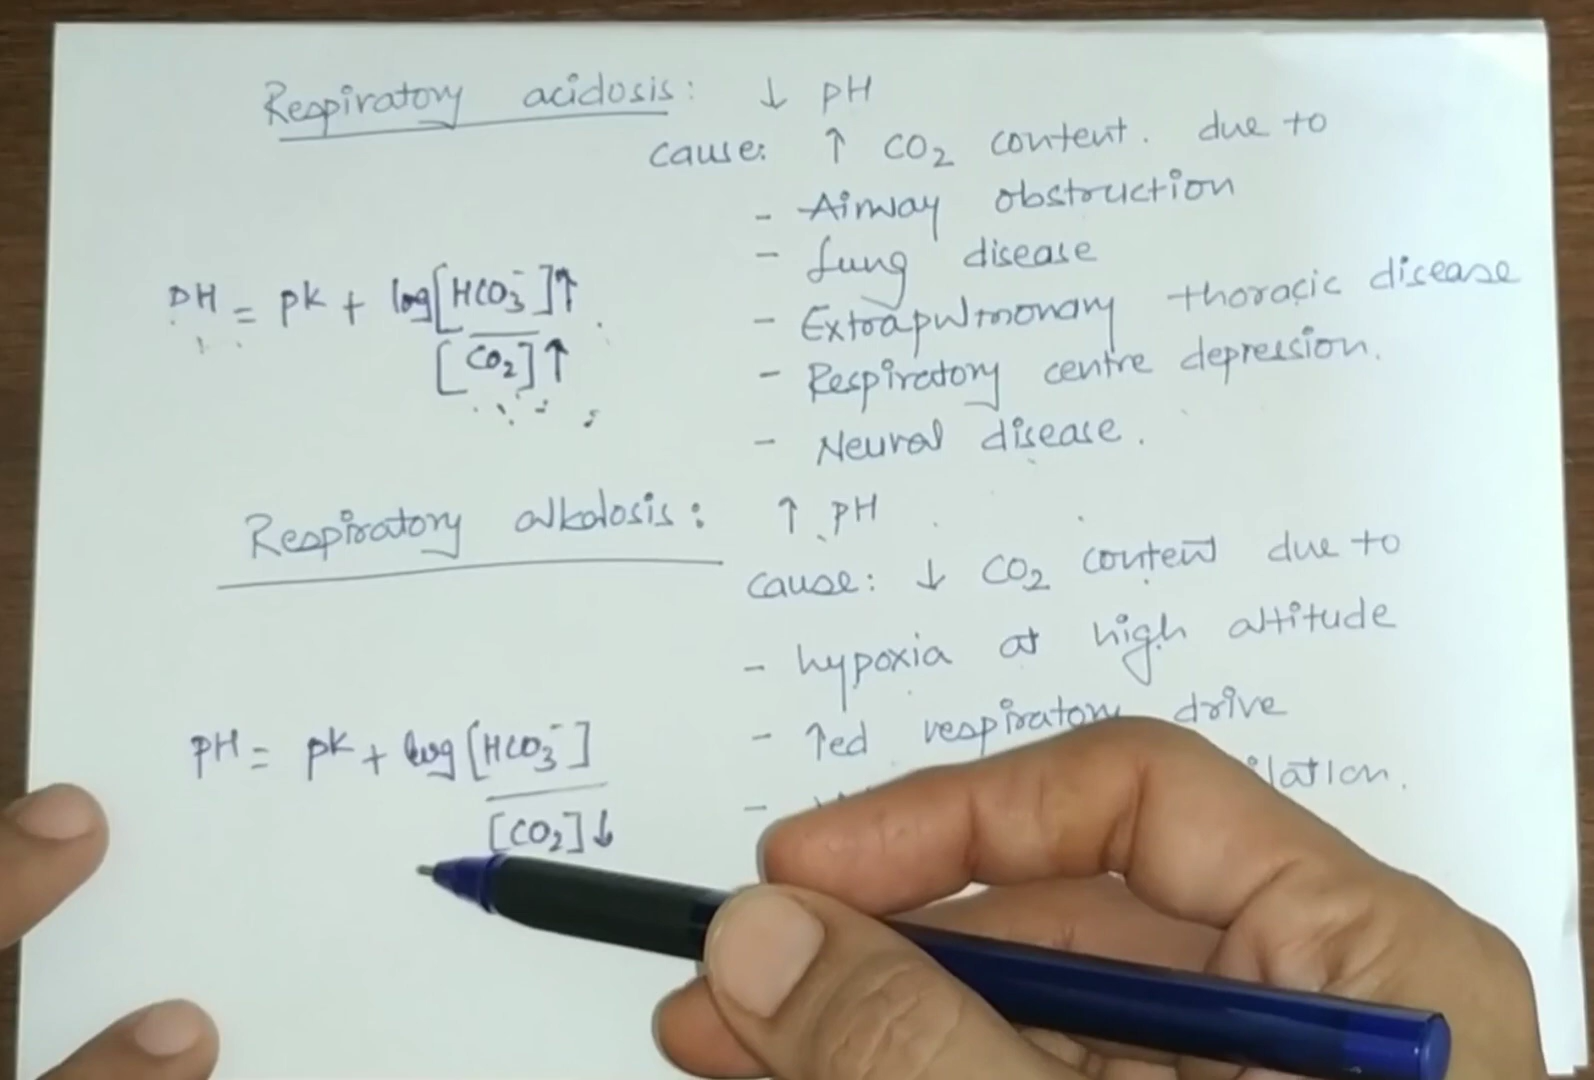 Respiratory acidosis: ↓ pH
cause: ↑ CO2 content. due to
- Airway obstruction
- Lung disease
- Extrapulmonary thoracic disease
- Respiratory centre depression.
- Neural disease.
pH = pk + log[HCO3-]↑
[CO2]↑
Respiratory alkalosis: ↑ pH
cause: ↓ CO2 content due to
- hypoxia at high altitude
- ↑ed respiratory drive
-
pH = pk + log[HCO3-]
[CO2]↓